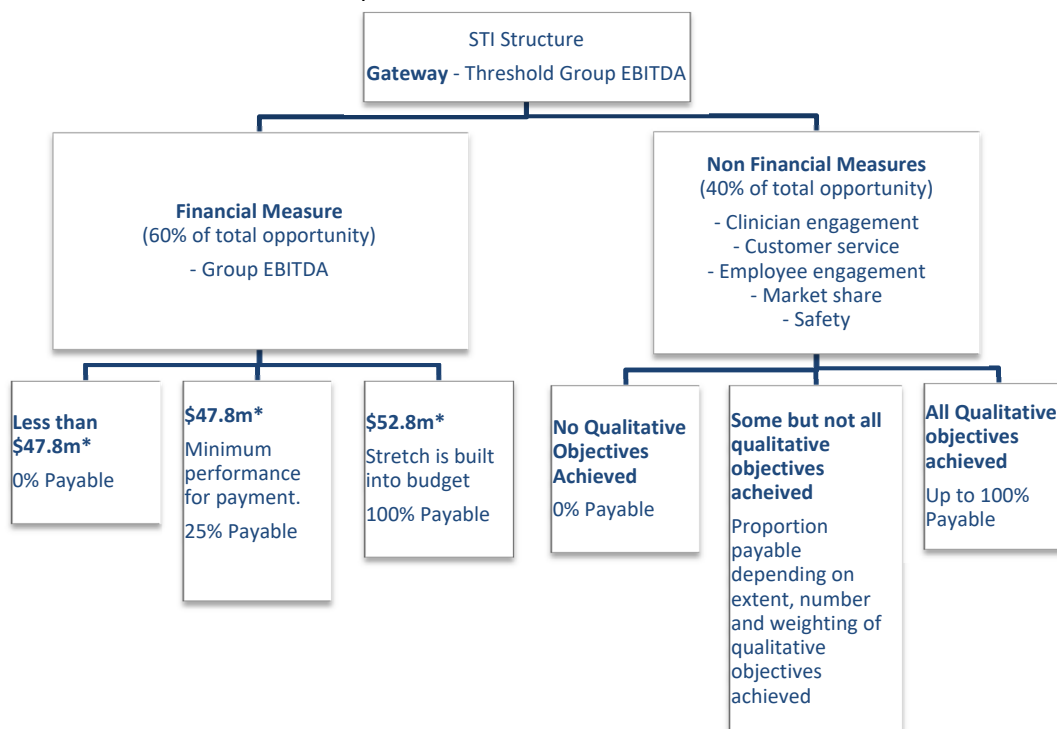 STI Structure
Gateway - Threshold Group EBITDA
Financial Measure
(60% of total opportunity)
- Group EBITDA
Non Financial Measures
(40% of total opportunity)
- Clinician engagement
- Customer service
- Employee engagement
- Market share
- Safety
Less than
$47.8m*
0% Payable
$47.8m*
Minimum
performance
for payment.
25% Payable
$52.8m*
Stretch is built
into budget
100% Payable
No Qualitative
Objectives
Achieved
0% Payable
Some but not all
qualitative
objectives
acheived
Proportion
payable
depending on
extent, number
and weighting of
qualitative
objectives
achieved
All Qualitative
objectives
achieved
Up to 100%
Payable